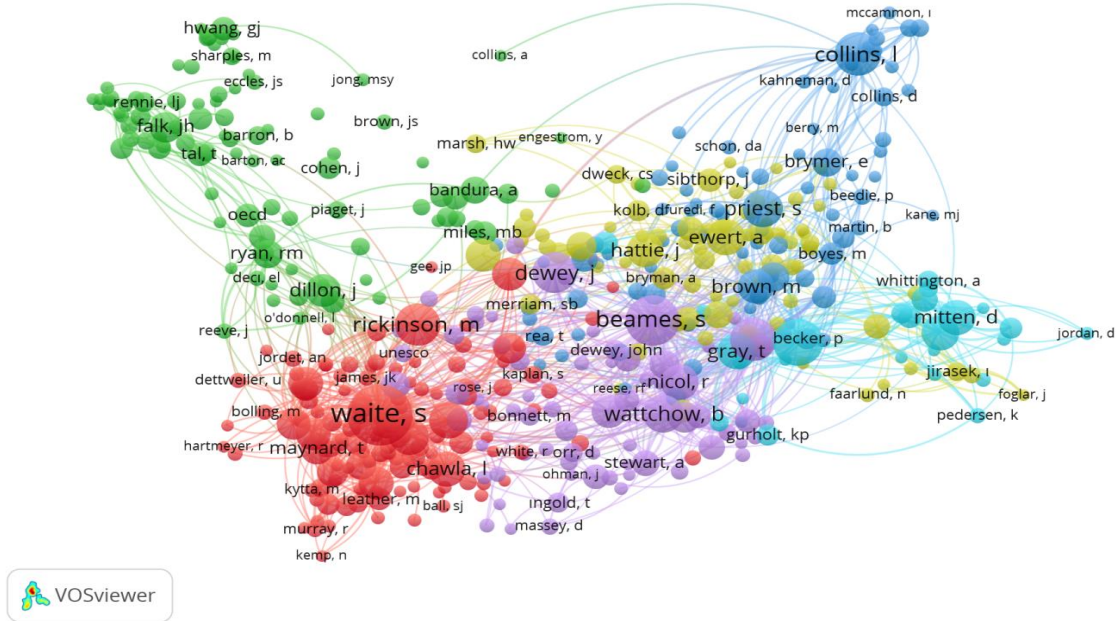 mccammon, ı
hwang, gj
collins, a
collins, l
sharples, m
eccles, js
jong, msy
kahneman, d
rennie, lj
collins, d
falk, jh
barron, b
brown, js
marsh, hw
engestrom, y
berry, m
tal, t
schon, da
barton, ac
cohen, j
dweck, cs
sibthorp, j
brymer, e
bandura, a
beedie, p
oecd
piaget, j
kolb, d
furedi, f
priest, s
kane, mj
miles, mb
martin, b
ryan, rm
hattie, j
ewert, a
boyes, m
gee, jp
dewey, j
bryman, a
deci, el
dillon, j
merriam, sb
brown, m
whittington, a
o'donnell, l
rickinson, m
beames, s
mitten, d
reeve, j
rea, t
becker, p
jordan, d
jordet, an
unesco
dewey, john
gray, t
dettweiler, u
james, jk
kaplan, s
rose, j
reese, rf
nicol, r
jirasek, ı
faarlund, n
foglar, j
bolling, m
waite, s
bonnett, m
wattchow, b
pedersen, k
gurholt, kp
hartmeyer, r
maynard, t
white, r
orr, d
chawla, l
stewart, a
kytta, m
leather, m
ball, sj
ohman, j
ıngold, t
murray, r
massey, d
kemp, n
VOSviewer